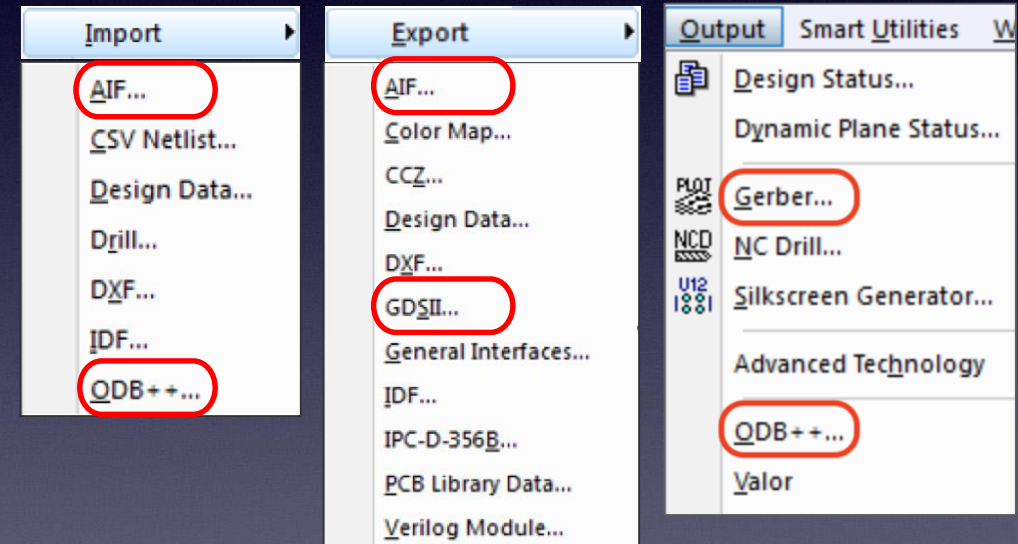 Import
AIF...
CSV Netlist...
Design Data...
Drill...
DXF...
IDF...
ODB++...
Export
AIF...
Color Map...
CCZ...
Design Data...
DXF...
GDSII...
General Interfaces...
IDF...
IPC-D-356B...
PCB Library Data...
Verilog Module...
Output Smart Utilities W
Design Status...
Dynamic Plane Status...
PLOT
Gerber...
NCD
NC Drill...
U12
Silkscreen Generator...
Advanced Technology
ODB++...
Valor